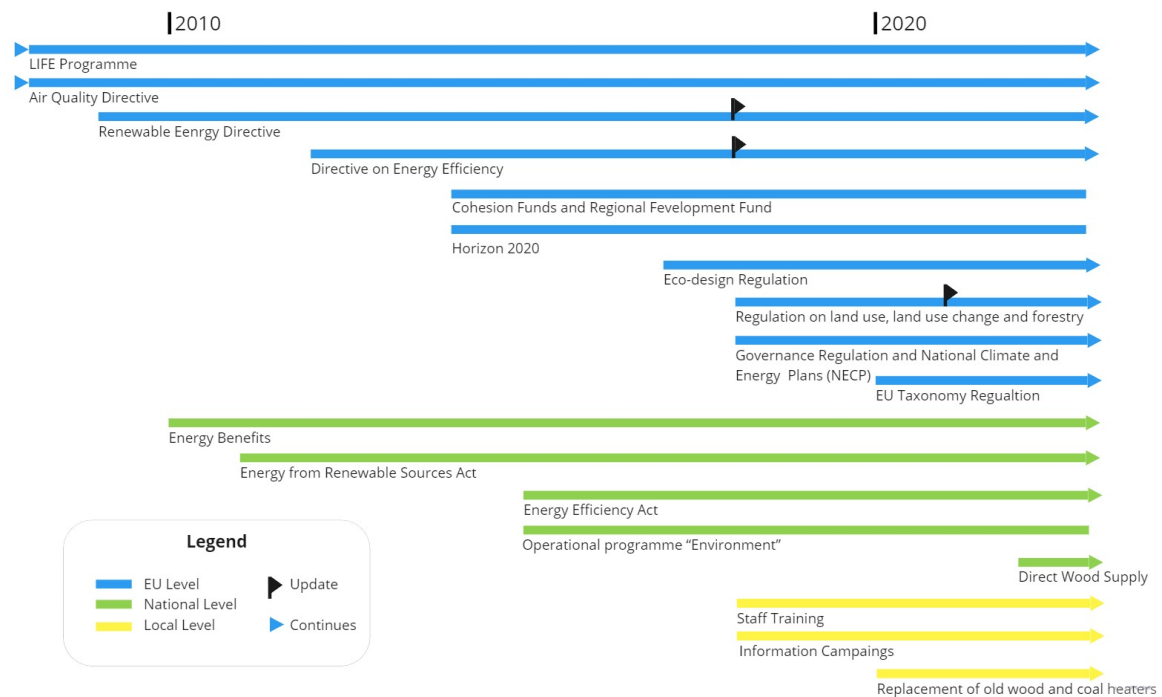 2010
2020
LIFE Programme
Air Quality Directive
Renewable Eenrgy Directive
Directive on Energy Efficiency
Cohesion Funds and Regional Fevelopment Fund
Horizon 2020
Eco-design Regulation
Regulation on land use, land use change and forestry
Governance Regulation and National Climate and
Energy Plans (NECP)
EU Taxonomy Regualtion
Energy Benefits
Energy from Renewable Sources Act
Energy Efficiency Act
Operational programme “Environment”
Direct Wood Supply
Staff Training
Information Campaings
Replacement of old wood and coal heaters
Legend
EU Level
Update
National Level
Local Level
Continues